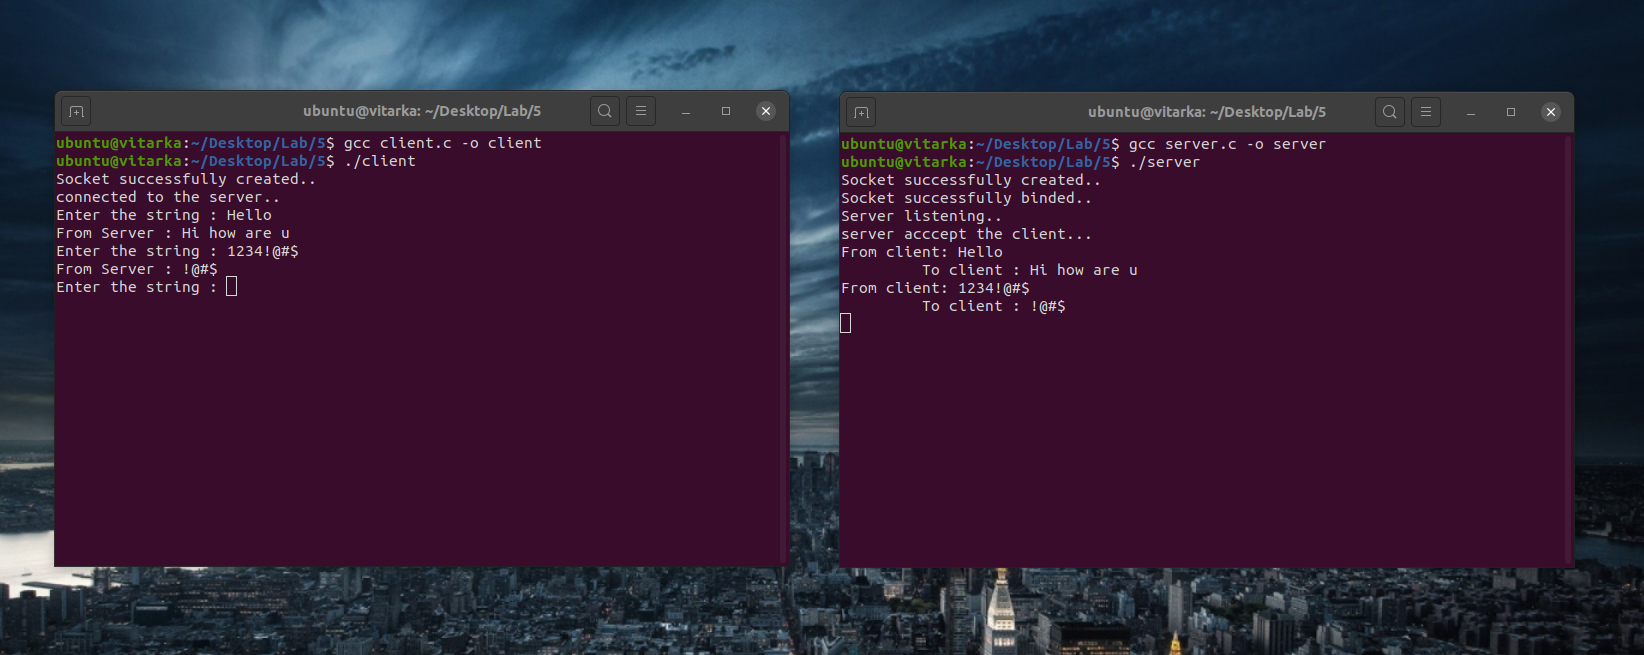 ubuntu@vitarka: ~/Desktop/Lab/5
ubuntu@vitarka:~/Desktop/Lab/5$ gcc client.c -o client
ubuntu@vitarka:~/Desktop/Lab/5$ ./client
Socket successfully created..
connected to the server..
Enter the string : Hello
From Server : Hi how are u
Enter the string : 1234!@#$
From Server : !@#$
Enter the string :
ubuntu@vitarka: ~/Desktop/Lab/5
ubuntu@vitarka:~/Desktop/Lab/5$ gcc server.c -o server
ubuntu@vitarka:~/Desktop/Lab/5$ ./server
Socket successfully created..
Socket successfully binded..
Server listening..
server acccept the client...
From client: Hello
To client : Hi how are u
From client: 1234!@#$
To client : !@#$